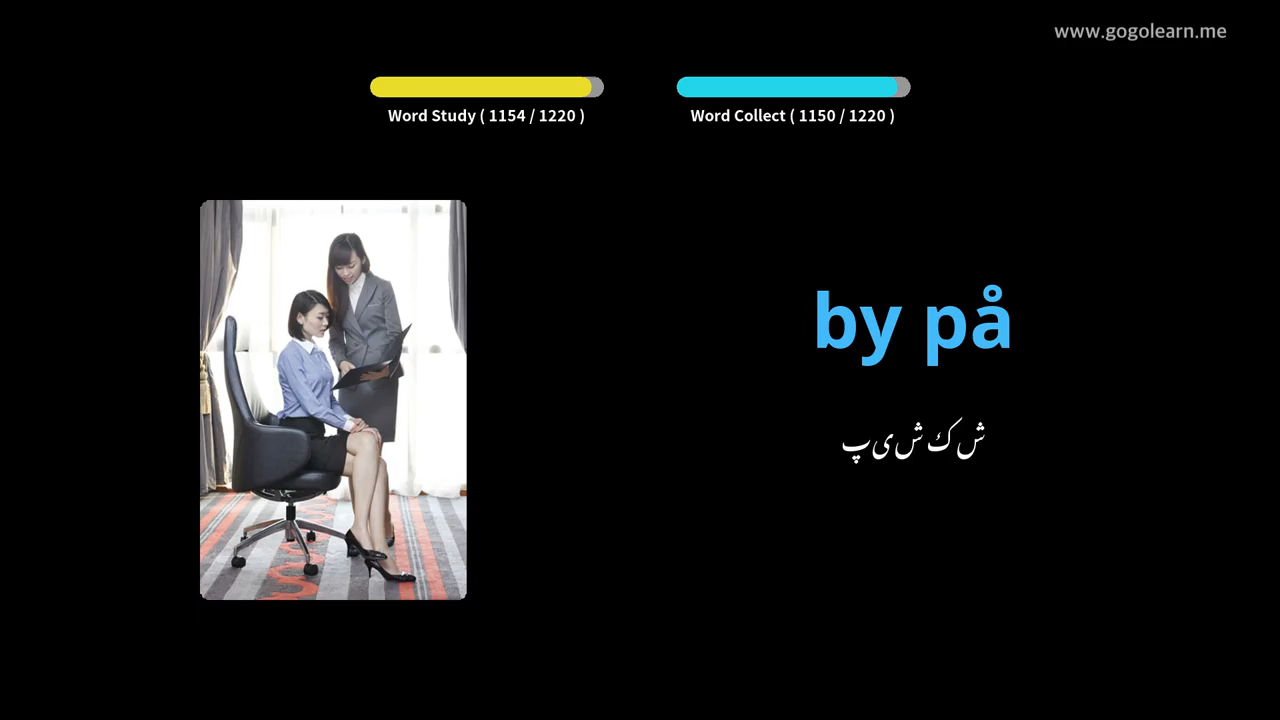 www.gogolearn.me
Word Study ( 1154 / 1220 )
Word Collect ( 1150 / 1220 )
by på
ش ک ش ی پ